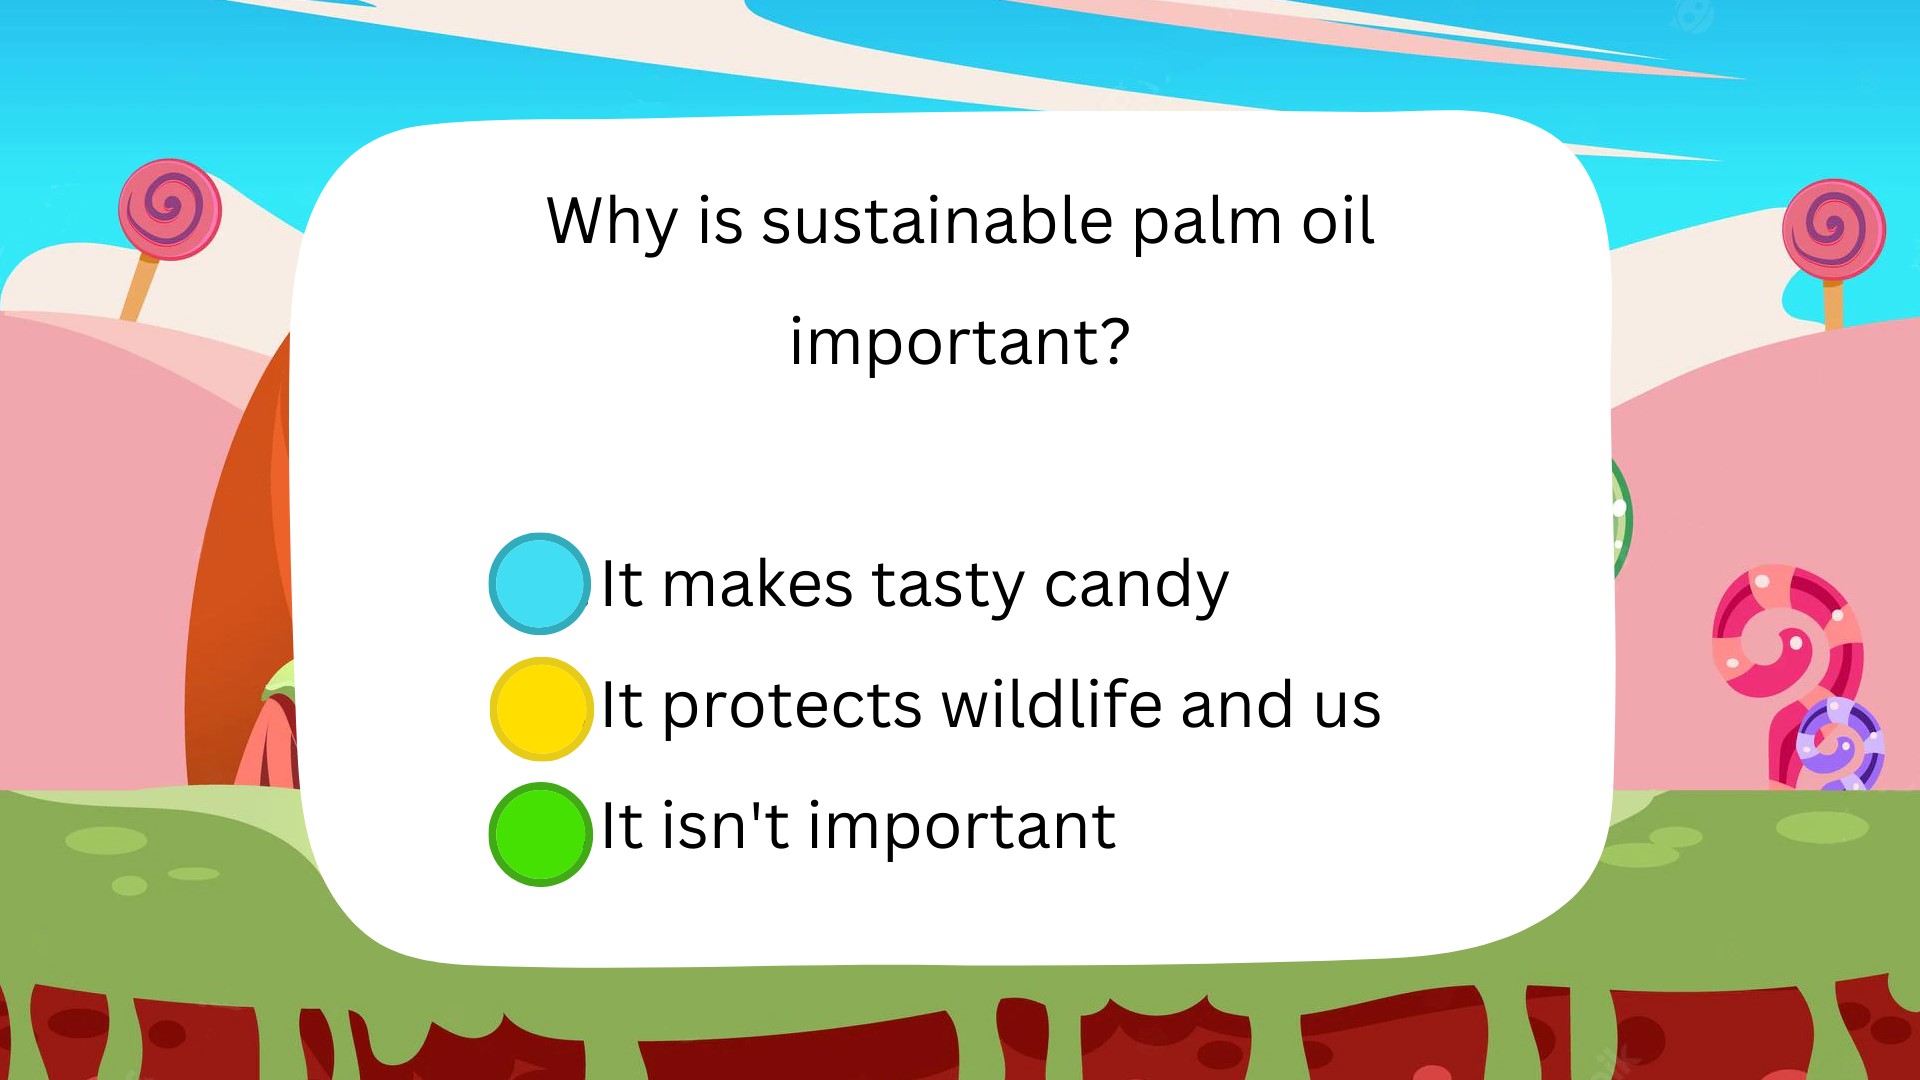 Why is sustainable palm oil
important?
It makes tasty candy
It protects wildlife and us
It isn't important